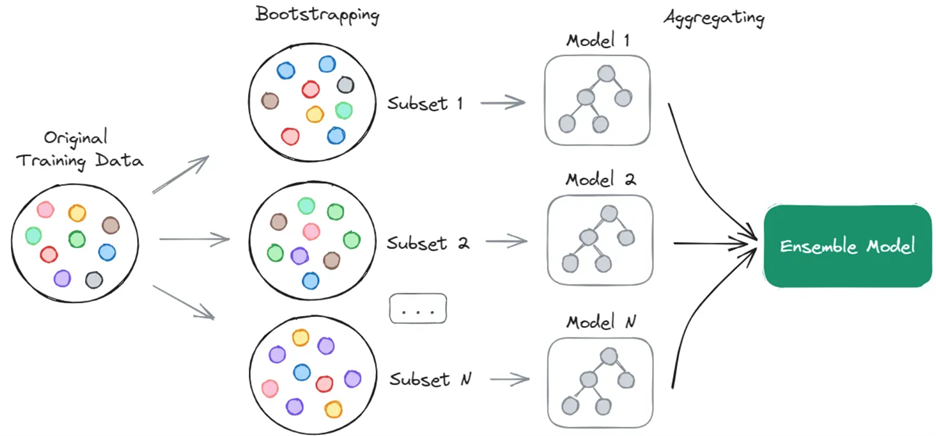 Bootstrapping
Aggregating
Model 1
Subset 1
Original
Training Data
Model 2
Subset 2
Ensemble Model
...
Model N
Subset N